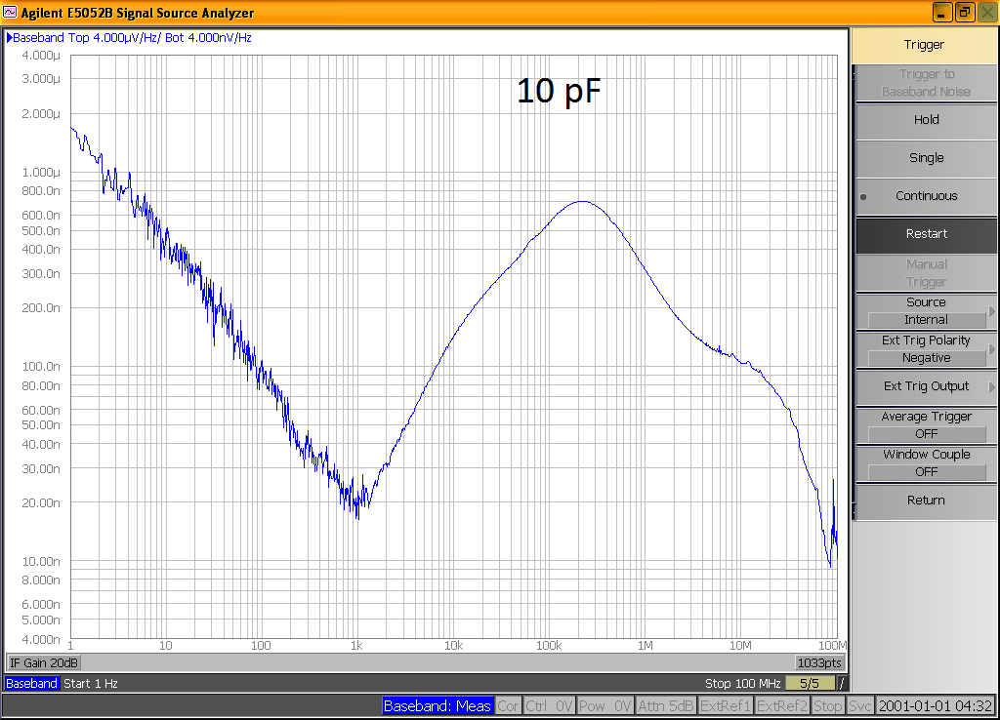 Agilent E5052B Signal Source Analyzer
Baseband Top 4.000µV/Hz/ Bot 4.000nV/Hz
10 pF
4.000µ
3.000µ
2.000µ
1.000µ
800.0n
600.0n
500.0n
400.0n
300.0n
200.0n
100.0n
80.00n
60.00n
50.00n
40.00n
30.00n
20.00n
10.00n
8.000n
6.000n
5.000n
4.000n
1 10 100 1k 10k 100k 1M 10M 100M
IF Gain 20dB 1033pts
Baseband Start 1 Hz Stop 100 MHz 5/5 /
Trigger
Trigger to
Baseband Noise
Hold
Single
Continuous
Restart
Manual
Trigger
Source
Internal
Ext Trig Polarity
Negative
Ext Trig Output
Average Trigger
OFF
Window Couple
OFF
Return
Baseband: Meas Cor Ctrl 0V Pow 0V Attn 5dB ExtRef1 ExtRef2 Stop Svc 2001-01-01 04:32